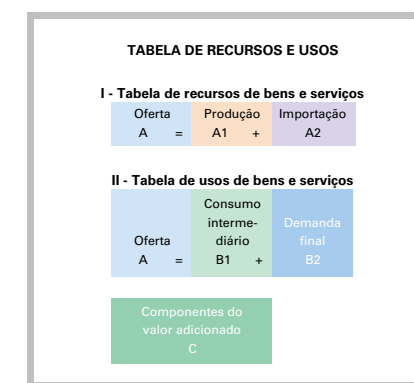 TABELA DE RECURSOS E USOS
I - Tabela de recursos de bens e serviços
Oferta Produção Importação
A = A1 + A2
II - Tabela de usos de bens e serviços
Consumo
interme- Demanda
Oferta diário final
A = B1 + B2
Componentes do
valor adicionado
C